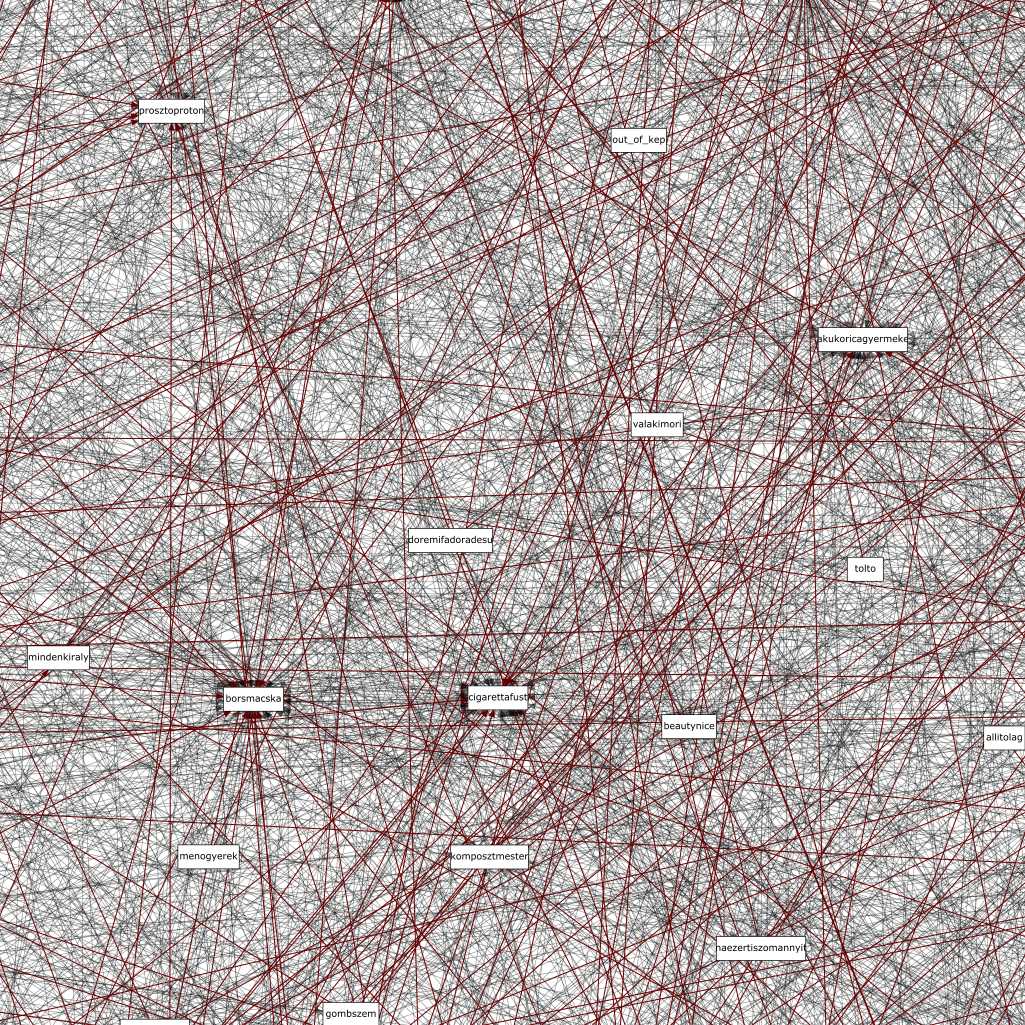 prosztoproton
out_of_kep
akukoricagyermeke
valakimori
doremifadoradesu
tolto
mindenkiraly
borsmacska
cigarettafust
beautynice
allitolag
menogyerek
komposztmester
naezertiszomannyit
gombszem